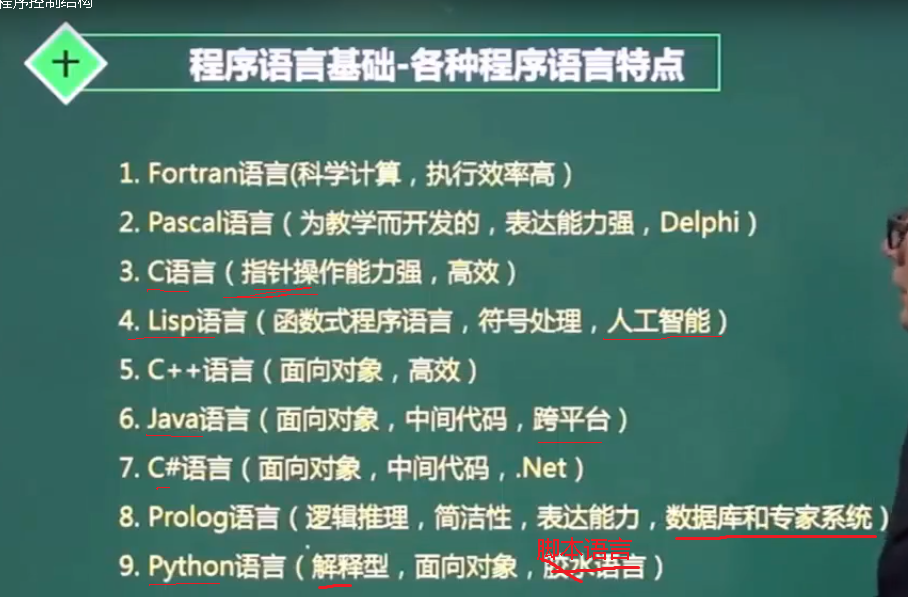 程序控制结构
程序语言基础-各种程序语言特点
1. Fortran语言(科学计算，执行效率高）
2. Pascal语言（为教学而开发的，表达能力强，Delphi）
3. C语言（指针操作能力强，高效）
4. Lisp语言（函数式程序语言，符号处理，人工智能）
5. C++语言（面向对象，高效）
6. Java语言（面向对象，中间代码，跨平台）
7. C#语言（面向对象，中间代码，.Net）
8. Prolog语言（逻辑推理，简洁性，表达能力，数据库和专家系统）
脚本语言
9. Python语言（解释型，面向对象，胶水语言）